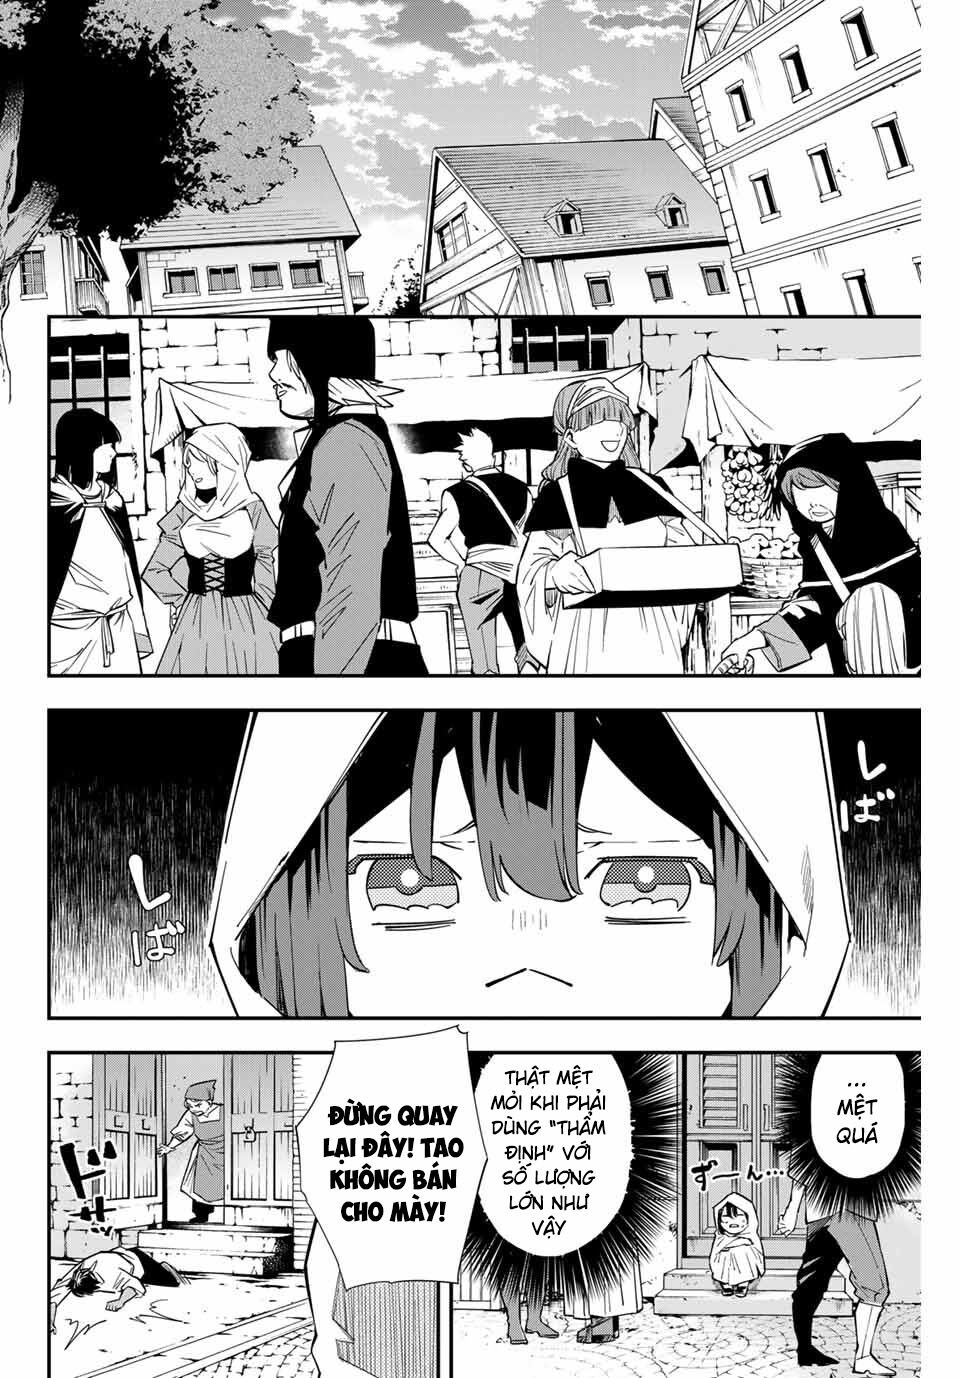 しば
しば
...
MỆT
QUÁ
THẬT MỆT
MỎI KHI PHẢI
DÙNG "THẨM
ĐỊNH" VỚI
SỐ LƯỢNG
LỚN NHƯ
VẬY
ずーん...
ĐỪNG QUAY
LẠI ĐÂY! TAO
KHÔNG BÁN
CHO MÀY!